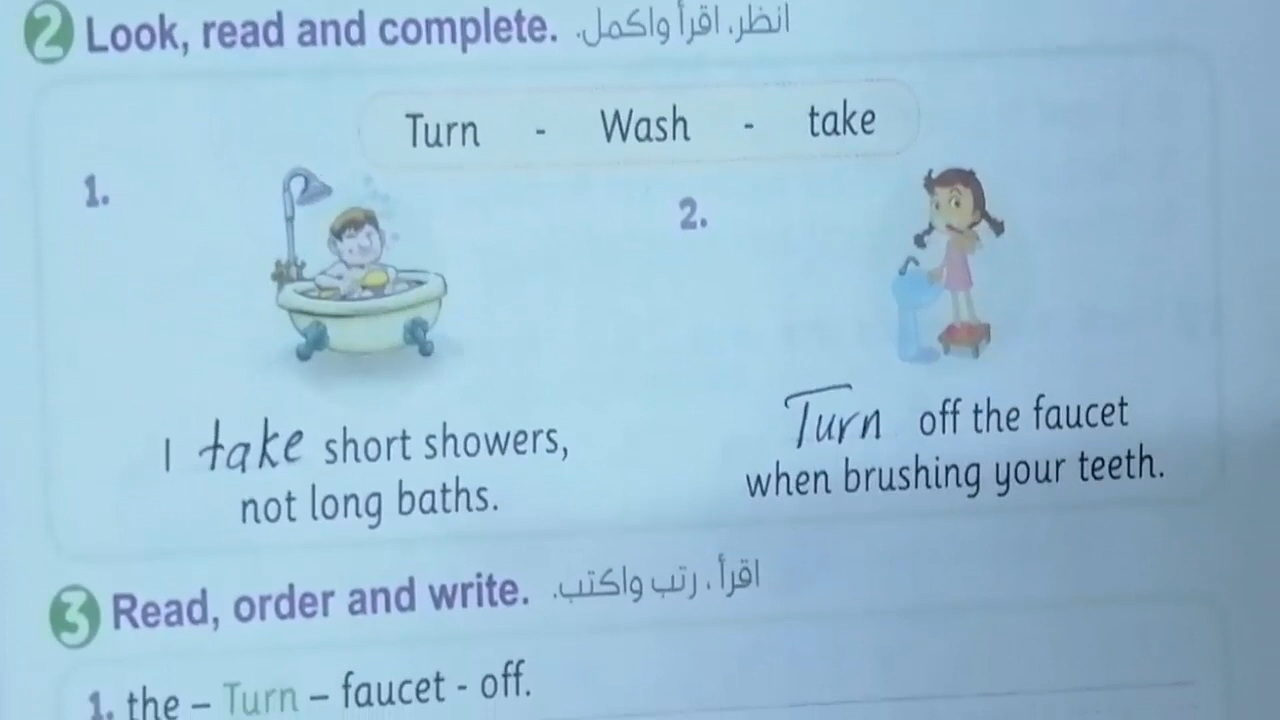 2 Look, read and complete. انظر، اقرأ واكمل.
Turn - Wash - take
1.
I take short showers,
not long baths.
2.
Turn off the faucet
when brushing your teeth.
3 Read, order and write. اقرأ، رتب واكتب.
1. the – Turn – faucet - off.